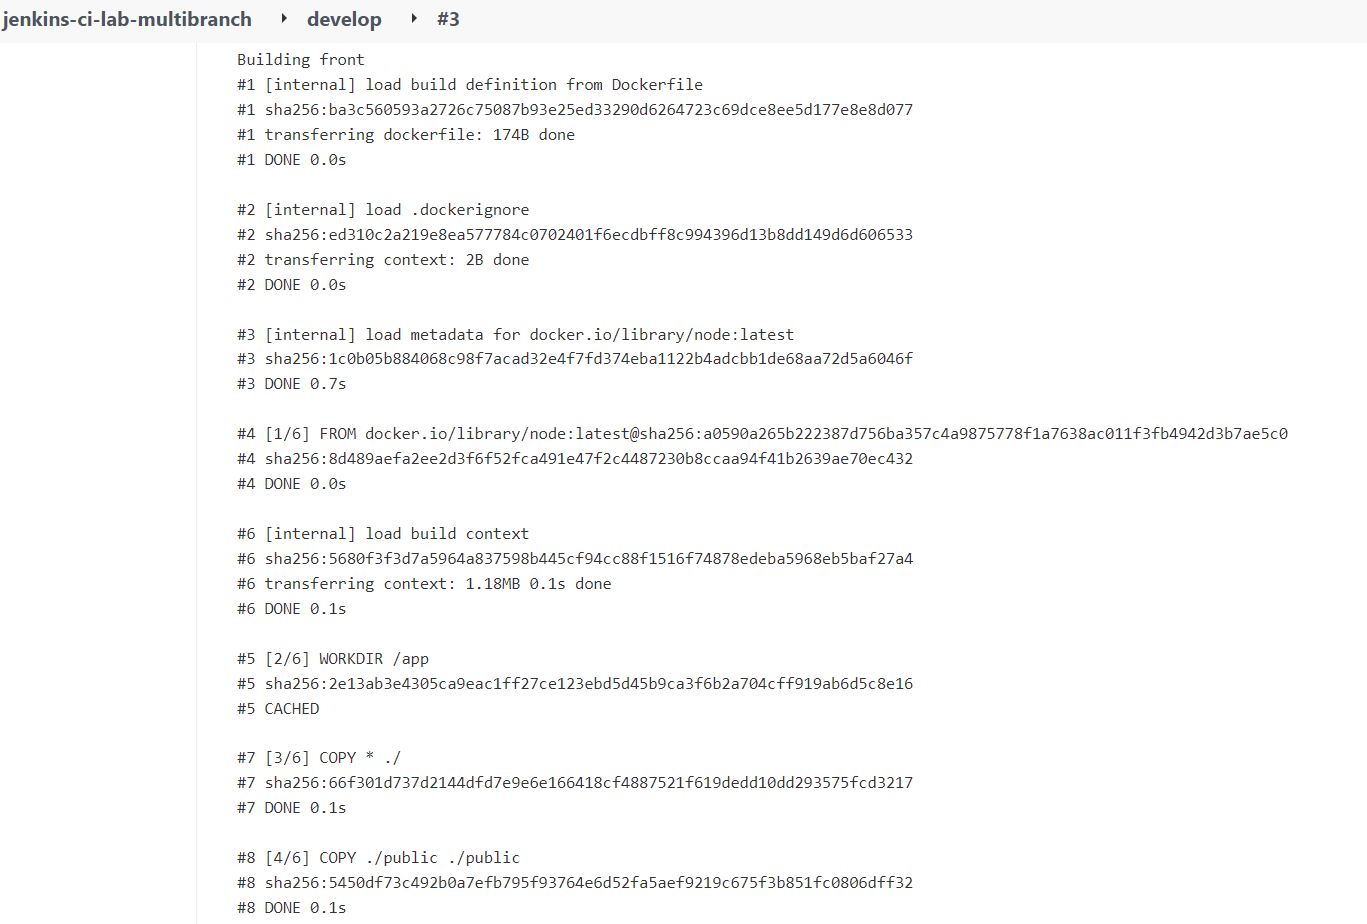 jenkins-ci-lab-multibranch ▸ develop ▸ #3
Building front
#1 [internal] load build definition from Dockerfile
#1 sha256:ba3c560593a2726c75087b93e25ed33290d6264723c69dce8ee5d177e8e8d077
#1 transferring dockerfile: 174B done
#1 DONE 0.0s
#2 [internal] load .dockerignore
#2 sha256:ed310c2a219e8ea577784c0702401f6ecdbff8c994396d13b8dd149d6d606533
#2 transferring context: 2B done
#2 DONE 0.0s
#3 [internal] load metadata for docker.io/library/node:latest
#3 sha256:1c0b05b884068c98f7acad32e4f7fd374eba1122b4adcbb1de68aa72d5a6046f
#3 DONE 0.7s
#4 [1/6] FROM docker.io/library/node:latest@sha256:a0590a265b222387d756ba357c4a9875778f1a7638ac011f3fb4942d3b7ae5c0
#4 sha256:8d489aefa2ee2d3f6f52fca491e47f2c4487230b8ccaa94f41b2639ae70ec432
#4 DONE 0.0s
#6 [internal] load build context
#6 sha256:5680f3f3d7a5964a837598b445cf94cc88f1516f74878edeba5968eb5baf27a4
#6 transferring context: 1.18MB 0.1s done
#6 DONE 0.1s
#5 [2/6] WORKDIR /app
#5 sha256:2e13ab3e4305ca9eac1ff27ce123ebd5d45b9ca3f6b2a704cff919ab6d5c8e16
#5 CACHED
#7 [3/6] COPY * ./
#7 sha256:66f301d737d2144dfd7e9e6e166418cf4887521f619dedd10dd293575fcd3217
#7 DONE 0.1s
#8 [4/6] COPY ./public ./public
#8 sha256:5450df73c492b0a7efb795f93764e6d52fa5aef9219c675f3b851fc0806dff32
#8 DONE 0.1s